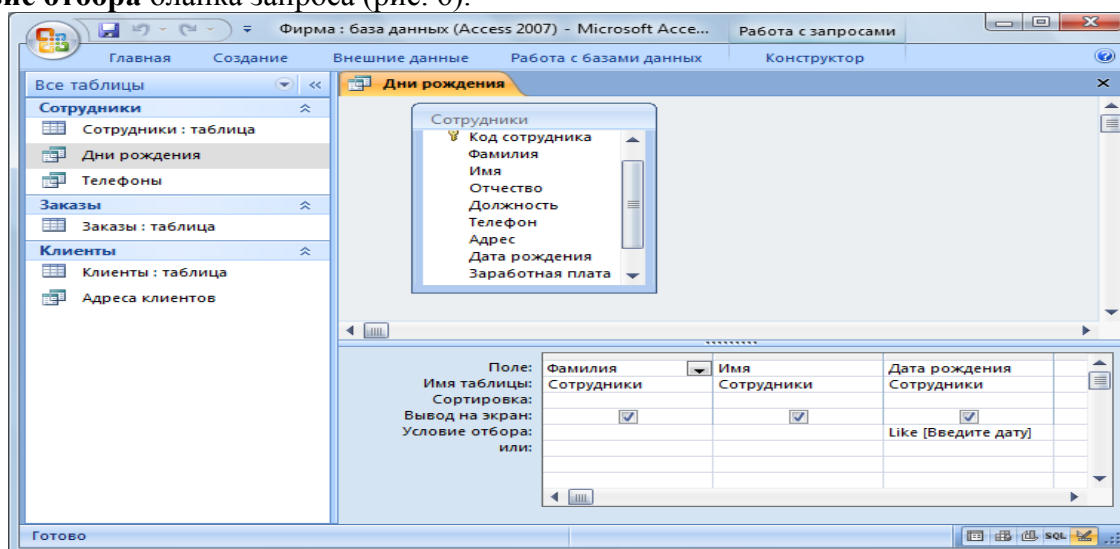 вие отбора бланка запроса (рис. 6).
Фирма : база данных (Access 2007) - Microsoft Acce...
Работа с запросами
Главная Создание Внешние данные Работа с базами данных Конструктор
Все таблицы
Дни рождения
Сотрудники
Сотрудники : таблица
Дни рождения
Телефоны
Заказы
Заказы : таблица
Клиенты
Клиенты : таблица
Адреса клиентов
Сотрудники
Код сотрудника
Фамилия
Имя
Отчество
Должность
Телефон
Адрес
Дата рождения
Заработная плата
Поле: Фамилия Имя Дата рождения
Имя таблицы: Сотрудники Сотрудники Сотрудники
Сортировка:
Вывод на экран:
Условие отбора: Like [Введите дату]
или:
Готово
SQL